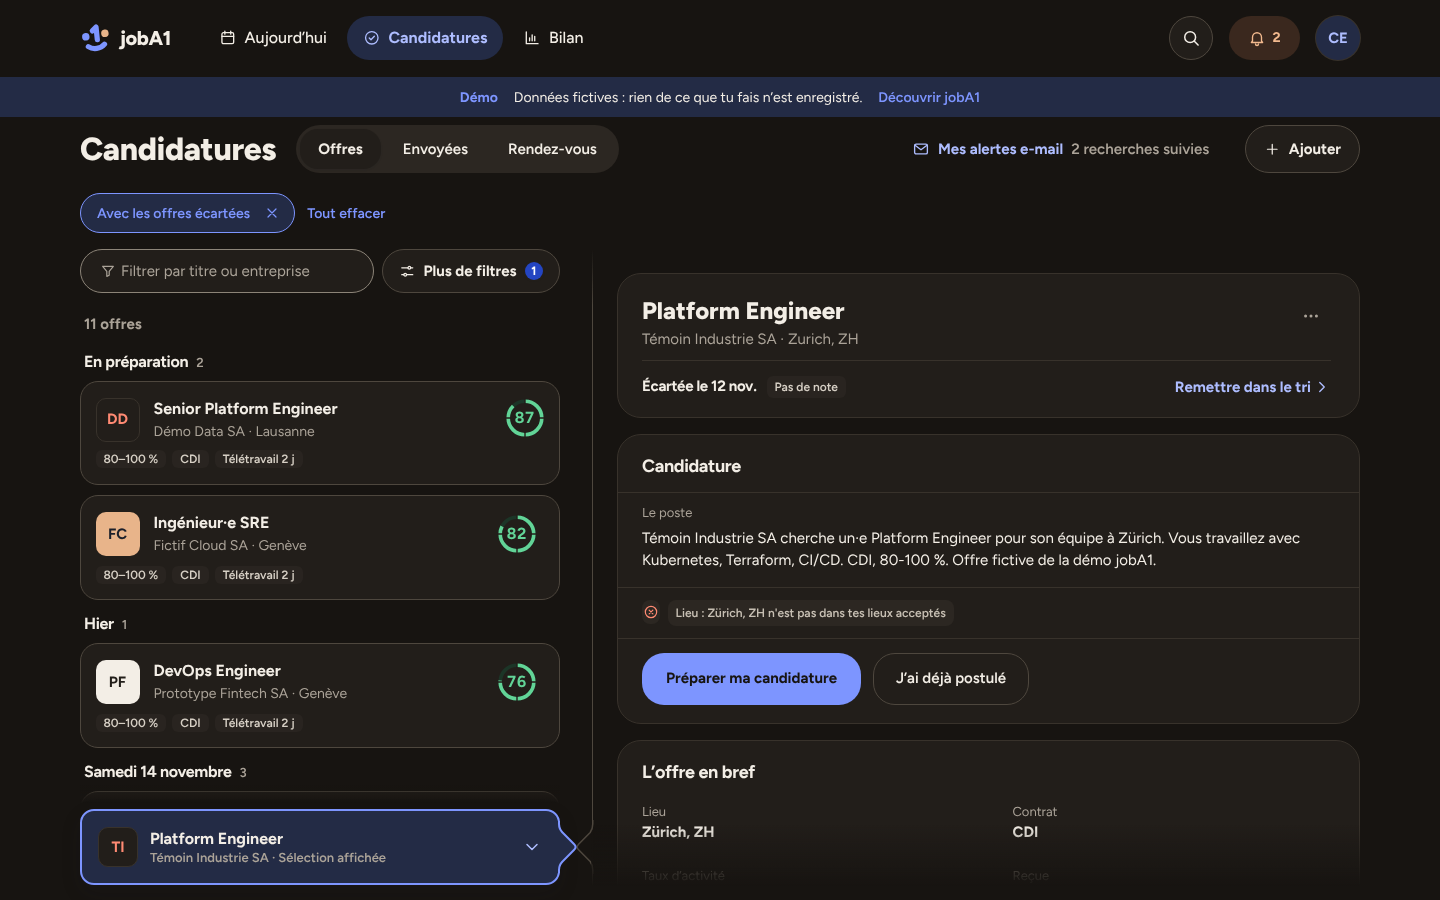 jobA1
Aujourd’hui
Candidatures
Bilan
2
CE
Démo Données fictives : rien de ce que tu fais n’est enregistré. Découvrir jobA1
Candidatures
Offres
Envoyées
Rendez-vous
Mes alertes e-mail 2 recherches suivies
Ajouter
Avec les offres écartées
Tout effacer
Filtrer par titre ou entreprise
Plus de filtres 1
11 offres
En préparation 2
DD
Senior Platform Engineer
Démo Data SA · Lausanne
87
80–100 % CDI Télétravail 2 j
FC
Ingénieur·e SRE
Fictif Cloud SA · Genève
82
80–100 % CDI Télétravail 2 j
Hier 1
PF
DevOps Engineer
Prototype Fintech SA · Genève
76
80–100 % CDI Télétravail 2 j
Samedi 14 novembre 3
TI
Platform Engineer
Témoin Industrie SA · Sélection affichée
Platform Engineer
Témoin Industrie SA · Zurich, ZH
Écartée le 12 nov. Pas de note
Remettre dans le tri
Candidature
Le poste
Témoin Industrie SA cherche un·e Platform Engineer pour son équipe à Zürich. Vous travaillez avec
Kubernetes, Terraform, CI/CD. CDI, 80-100 %. Offre fictive de la démo jobA1.
Lieu : Zürich, ZH n'est pas dans tes lieux acceptés
Préparer ma candidature
J’ai déjà postulé
L’offre en bref
Lieu
Zürich, ZH
Contrat
CDI
Taux d’activité
Reçue